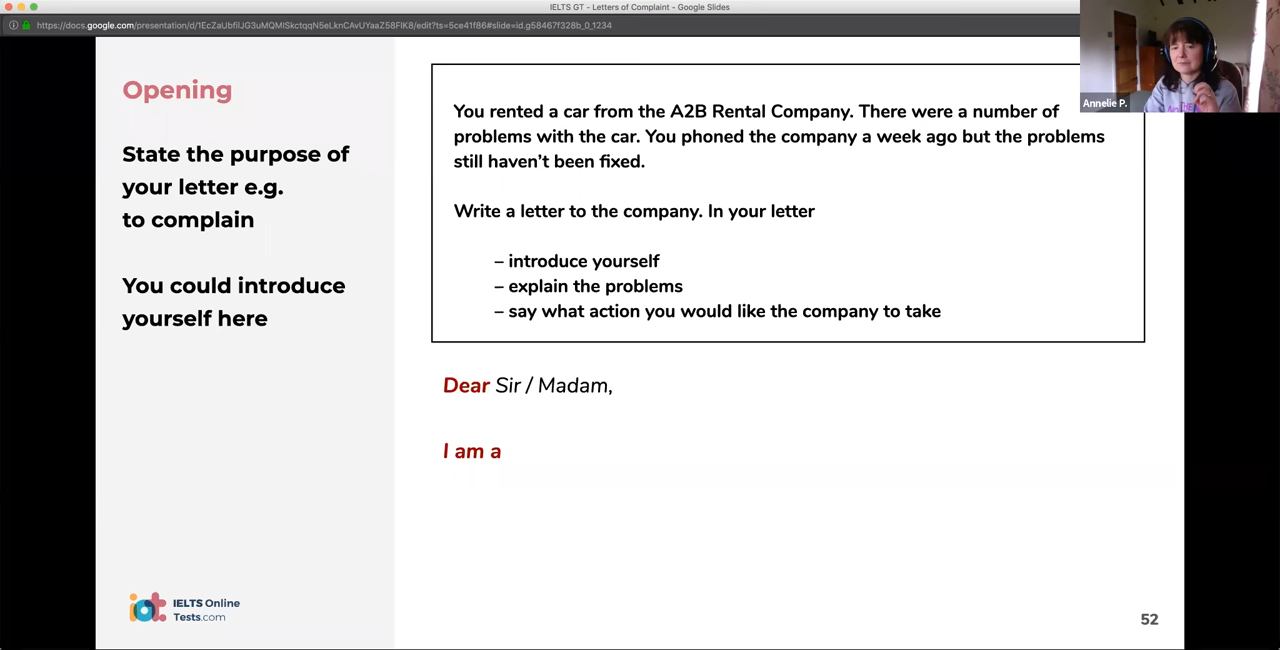 IELTS GT - Letters of Complaint - Google Slides
Opening
State the purpose of
your letter e.g.
to complain
You could introduce
yourself here
You rented a car from the A2B Rental Company. There were a number of
problems with the car. You phoned the company a week ago but the problems
still haven't been fixed.
Write a letter to the company. In your letter
– introduce yourself
– explain the problems
– say what action you would like the company to take
Dear Sir / Madam,
I am a
Annelie P.
iot IELTS Online
Tests.com
52